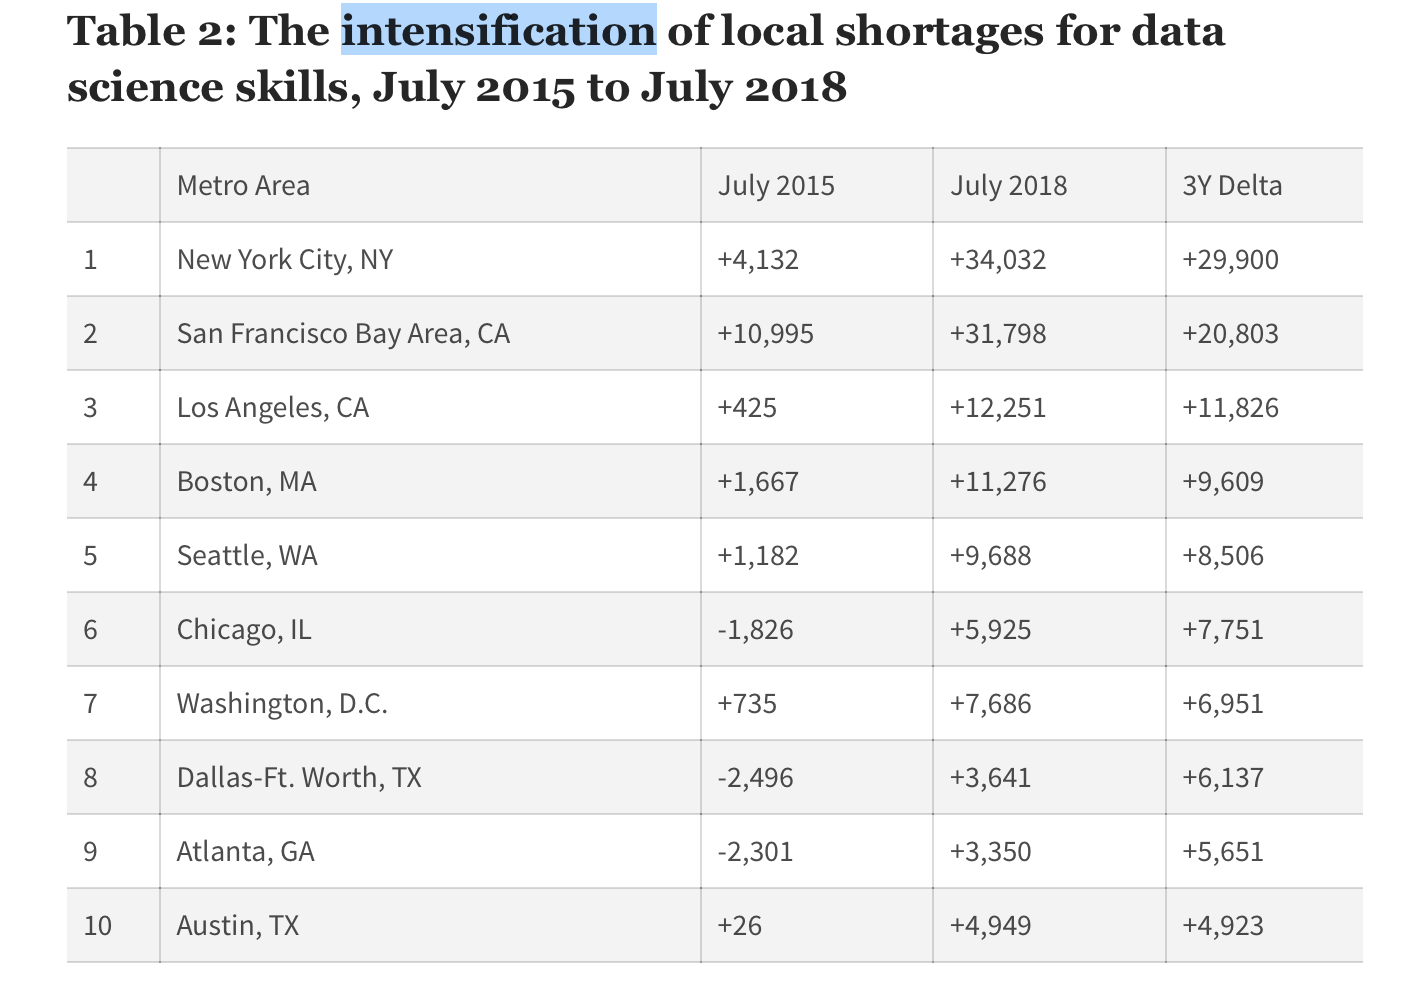 Table 2: The intensification of local shortages for data
science skills, July 2015 to July 2018
Metro Area July 2015 July 2018 3Y Delta
1 New York City, NY +4,132 +34,032 +29,900
2 San Francisco Bay Area, CA +10,995 +31,798 +20,803
3 Los Angeles, CA +425 +12,251 +11,826
4 Boston, MA +1,667 +11,276 +9,609
5 Seattle, WA +1,182 +9,688 +8,506
6 Chicago, IL -1,826 +5,925 +7,751
7 Washington, D.C. +735 +7,686 +6,951
8 Dallas-Ft. Worth, TX -2,496 +3,641 +6,137
9 Atlanta, GA -2,301 +3,350 +5,651
10 Austin, TX +26 +4,949 +4,923